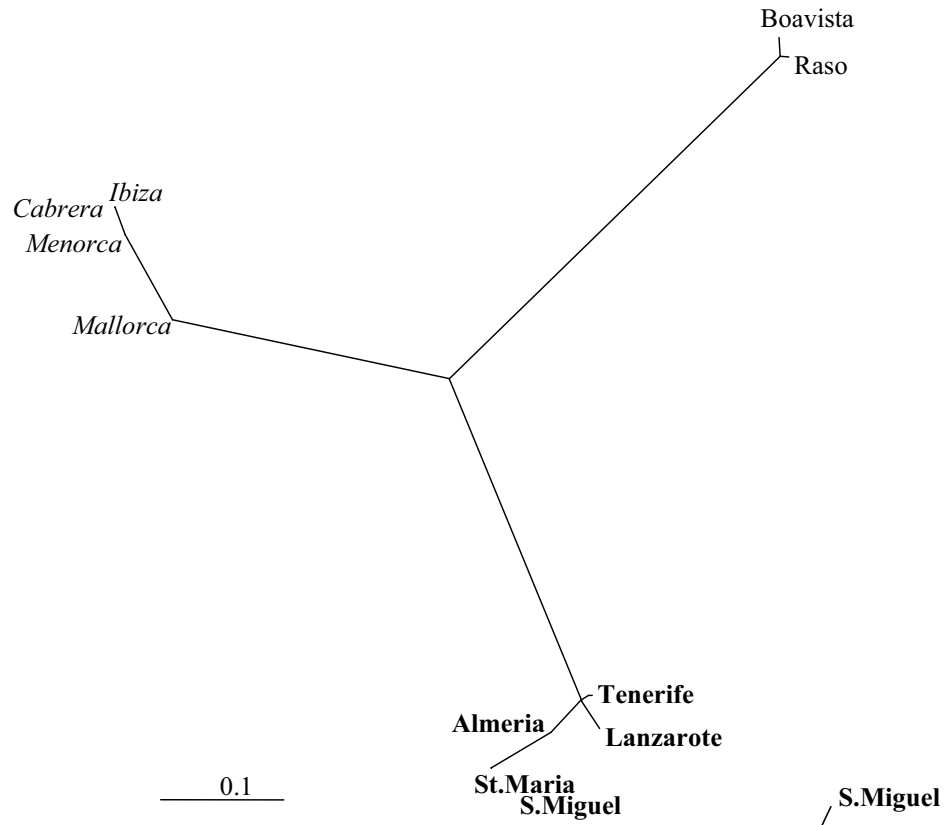 Boavista
Raso
Ibiza
Cabrera
Menorca
Mallorca
Tenerife
Almeria
Lanzarote
St.Maria
0.1
S.Miguel
S.Miguel